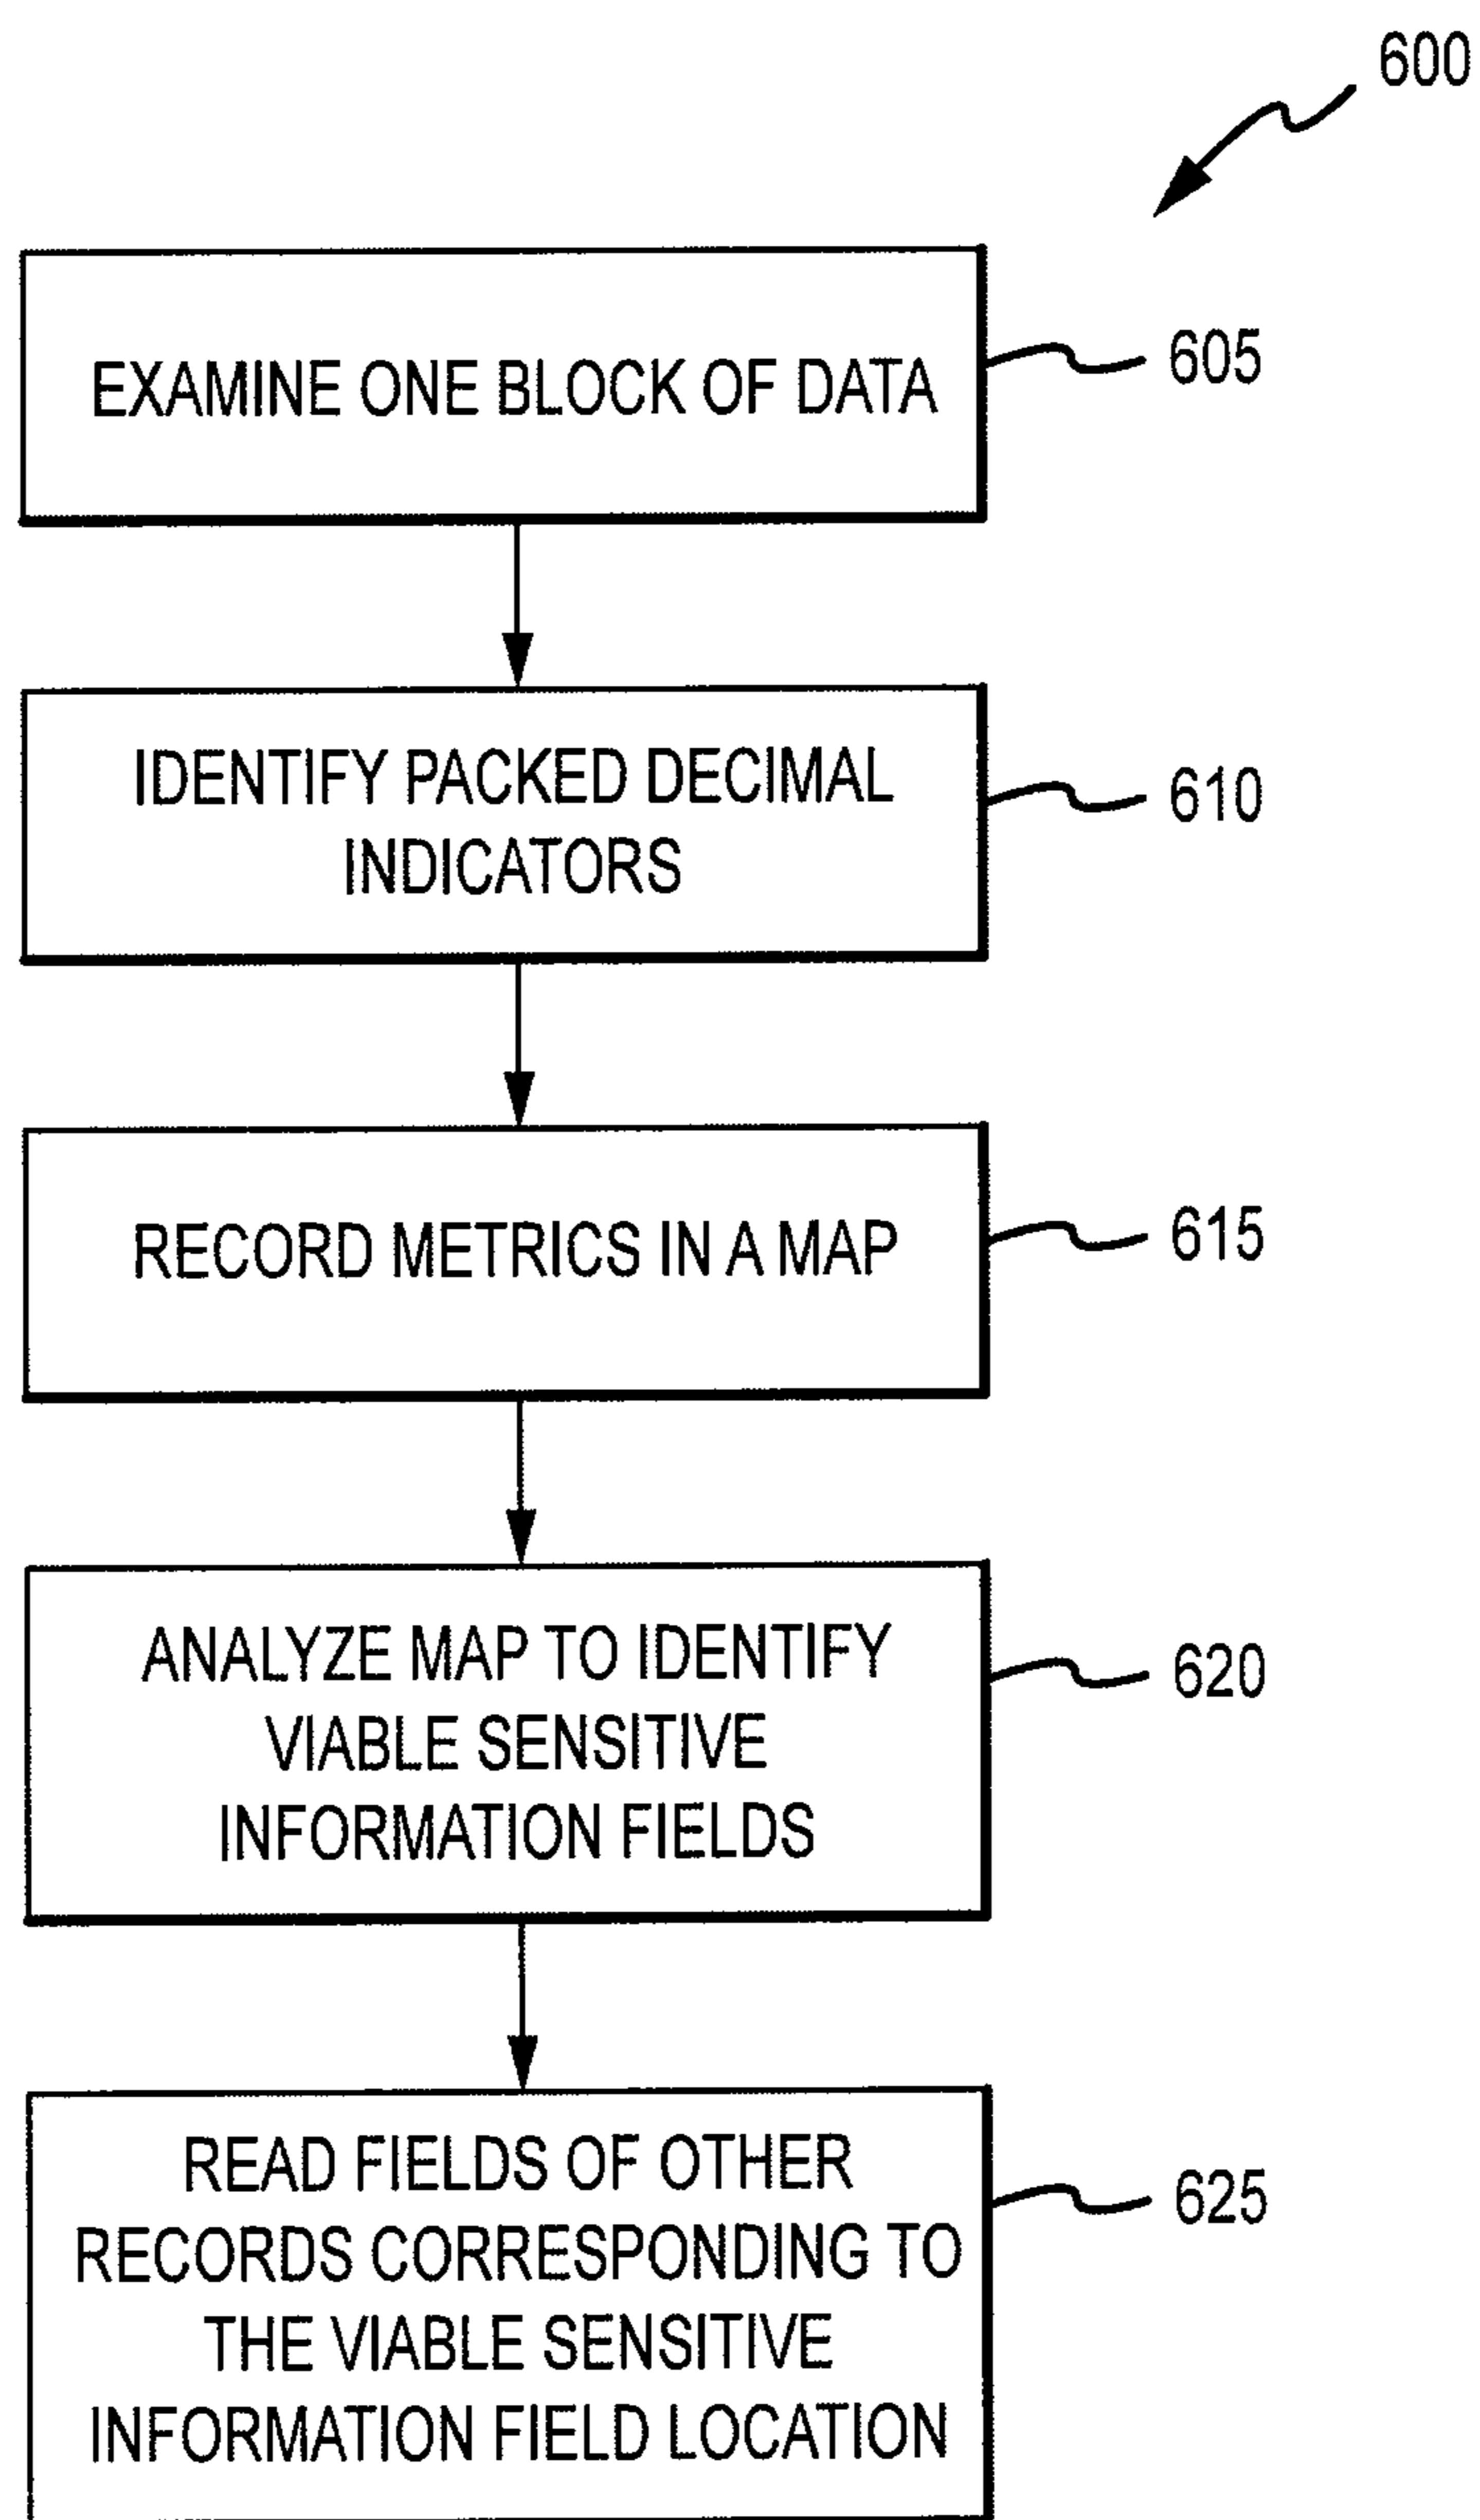 600
EXAMINE ONE BLOCK OF DATA
605
IDENTIFY PACKED DECIMAL
INDICATORS
610
RECORD METRICS IN A MAP
615
ANALYZE MAP TO IDENTIFY
VIABLE SENSITIVE
INFORMATION FIELDS
620
READ FIELDS OF OTHER
RECORDS CORRESPONDING TO
THE VIABLE SENSITIVE
INFORMATION FIELD LOCATION
625